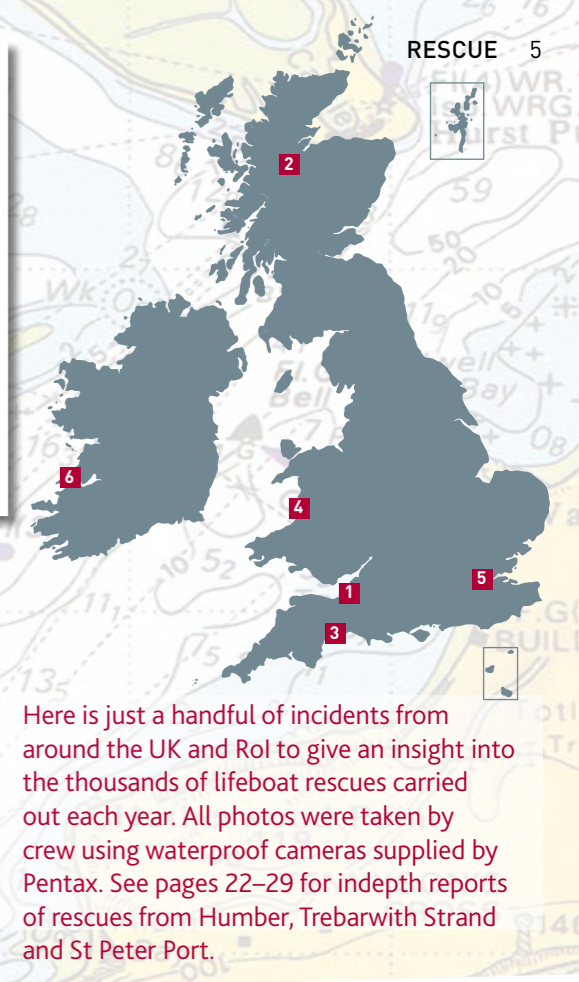 RESCUE 5
2
6
4
1
5
3
Here is just a handful of incidents from
around the UK and RoI to give an insight into
the thousands of lifeboat rescues carried
out each year. All photos were taken by
crew using waterproof cameras supplied by
Pentax. See pages 22–29 for indepth reports
of rescues from Humber, Trebarwith Strand
and St Peter Port.